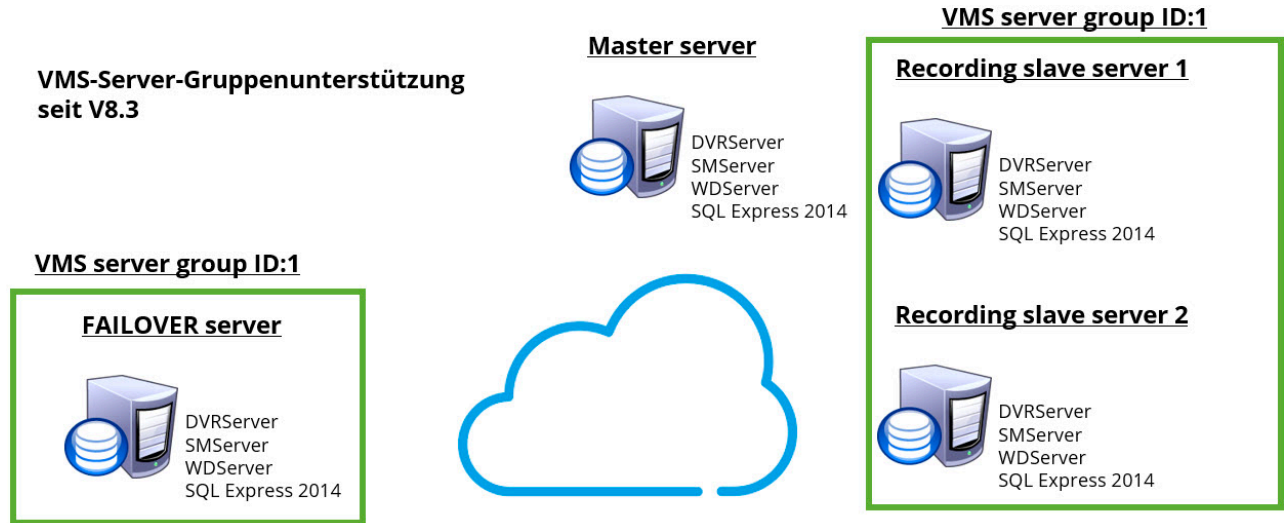 VMS-Server-Gruppenunterstützung
seit V8.3
Master server
DVRServer
SMServer
WDServer
SQL Express 2014
VMS server group ID:1
Recording slave server 1
DVRServer
SMServer
WDServer
SQL Express 2014
Recording slave server 2
DVRServer
SMServer
WDServer
SQL Express 2014
VMS server group ID:1
FAILOVER server
DVRServer
SMServer
WDServer
SQL Express 2014